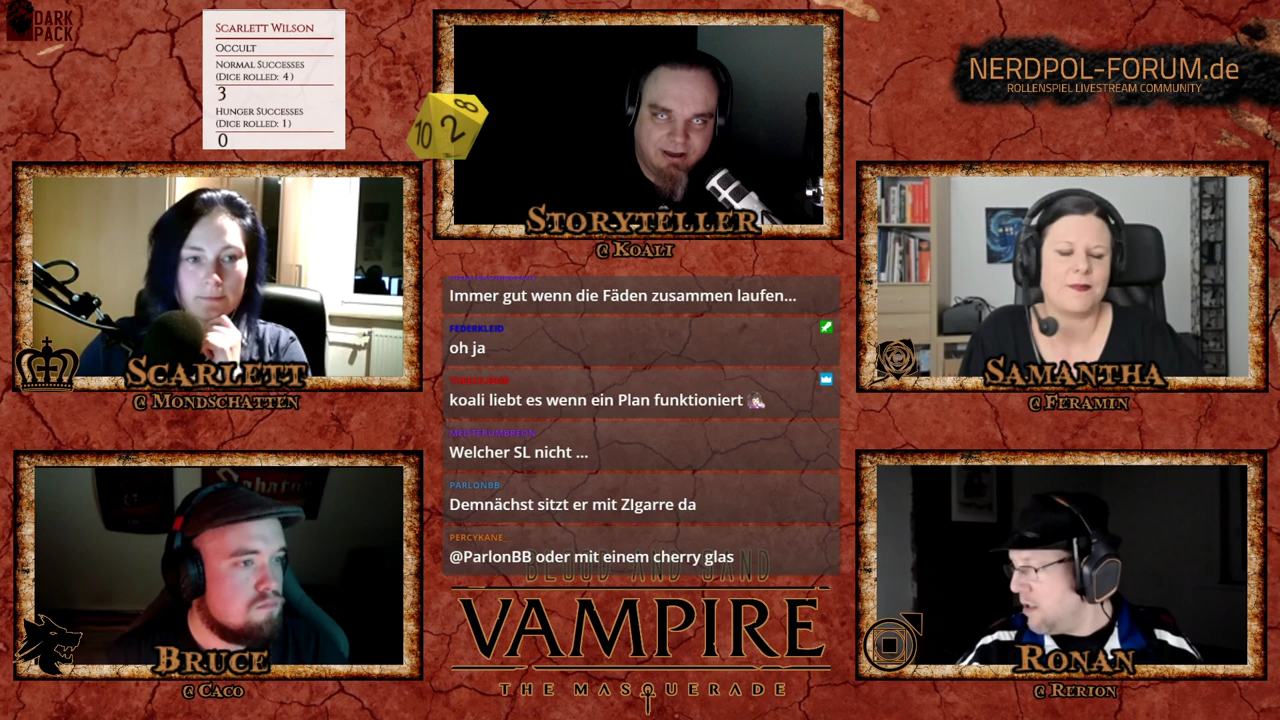 DARK
PACK
Scarlett Wilson
Occult
Normal Successes
(Dice rolled: 4 )
3
Hunger Successes
(Dice rolled: 1 )
0
8
10
2
NERDPOL-FORUM.de
ROLLENSPIEL LIVESTREAM COMMUNITY
Storyteller
@ Koali
Scarlett
@ Mondschatten
Samantha
@ Feramin
Immer gut wenn die Fäden zusammen laufen...
FEDERKLEID
oh ja
koali liebt es wenn ein Plan funktioniert
Welcher SL nicht ...
PARLONBB
Demnächst sitzt er mit ZIgarre da
PERCYKANE_
@ParlonBB oder mit einem cherry glas
BLOOD AND SAND
VAMPIRE
THE MASQUERADE
Bruce
@ Caco
Ronan
@ Rerion